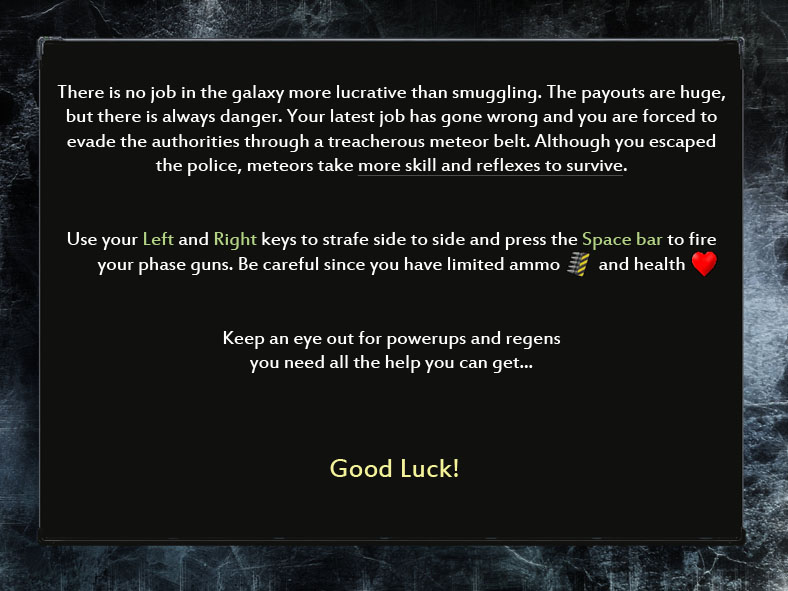 There is no job in the galaxy more lucrative than smuggling. The payouts are huge,
but there is always danger. Your latest job has gone wrong and you are forced to
evade the authorities through a treacherous meteor belt. Although you escaped
the police, meteors take more skill and reflexes to survive.
Use your Left and Right keys to strafe side to side and press the Space bar to fire
your phase guns. Be careful since you have limited ammo and health
Keep an eye out for powerups and regens
you need all the help you can get...
Good Luck!